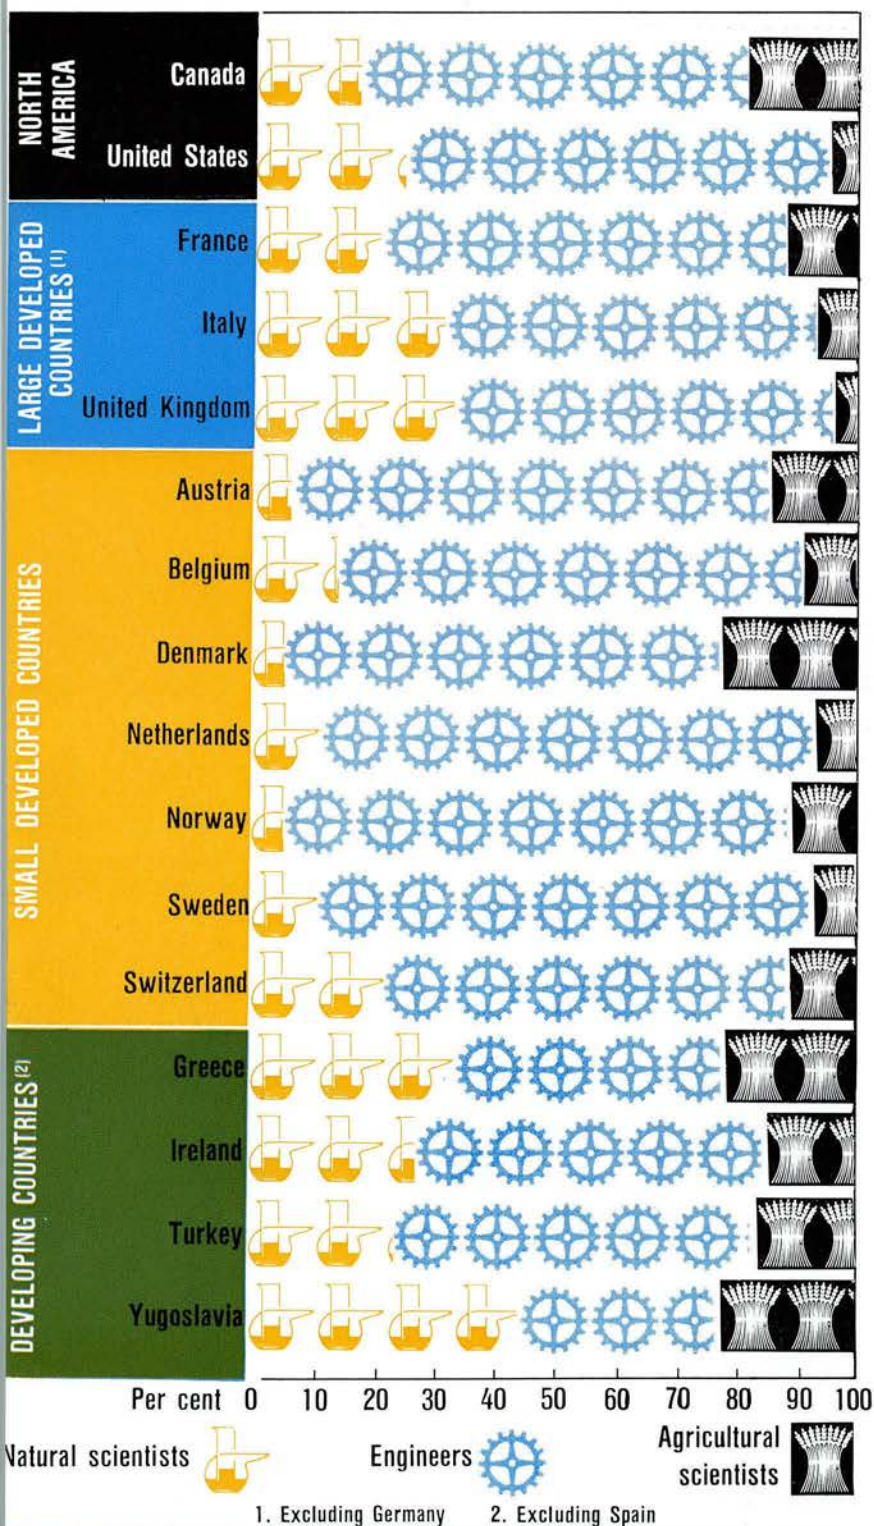 NORTH
AMERICA
Canada
United States
LARGE DEVELOPED
COUNTRIES(1)
France
Italy
United Kingdom
SMALL DEVELOPED COUNTRIES
Austria
Belgium
Denmark
Netherlands
Norway
Sweden
Switzerland
DEVELOPING COUNTRIES(2)
Greece
Ireland
Turkey
Yugoslavia
Per cent 0 10 20 30 40 50 60 70 80 90 100
Natural scientists
Engineers
Agricultural
scientists
1. Excluding Germany 2. Excluding Spain